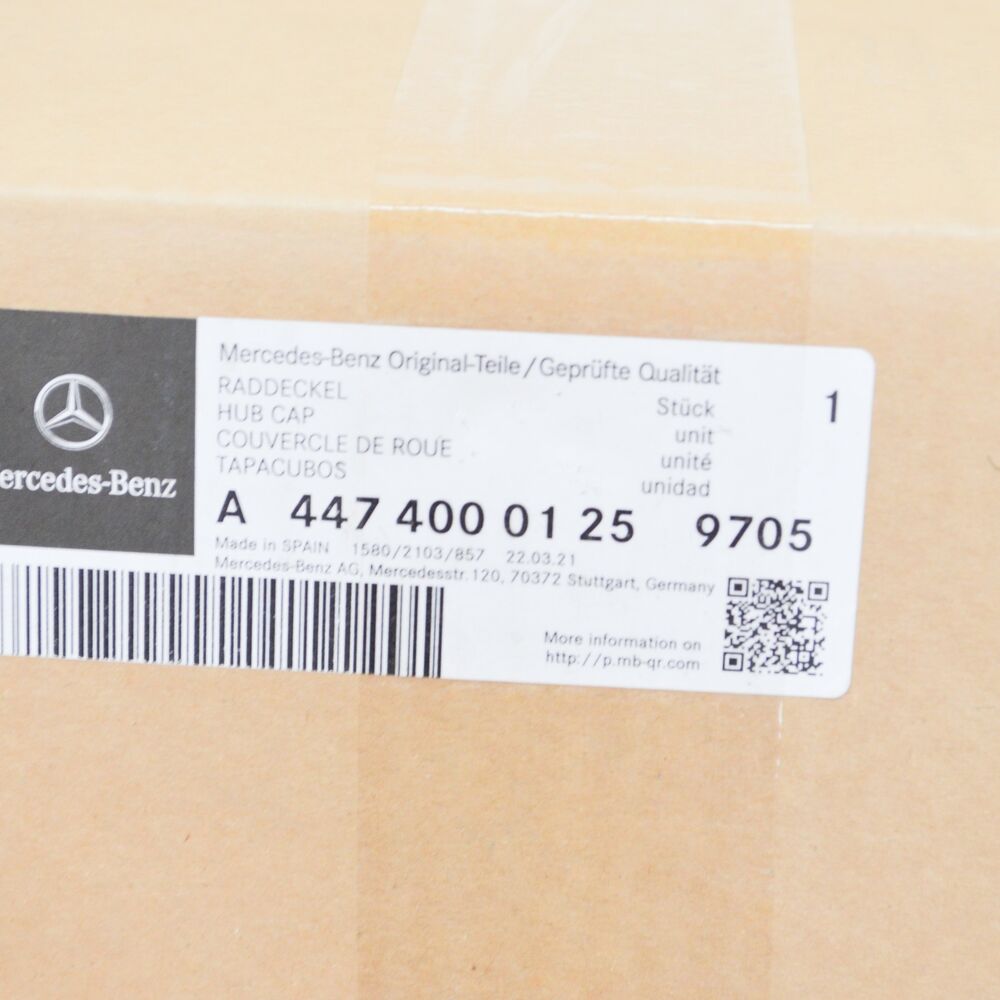 Mercedes-Benz Original-Teile/Geprüfte Qualität
RADDECKEL
HUB CAP
COUVERCLE DE ROUE
TAPACUBOS
Stück 1
unit
unité
unidad
ercedes-Benz
A 447 400 01 25 9705
Made in SPAIN 1580/2103/857 22.03.21
Mercedes-Benz AG, Mercedesstr. 120, 70372 Stuttgart, Germany
More information on
http://p.mb-qr.com